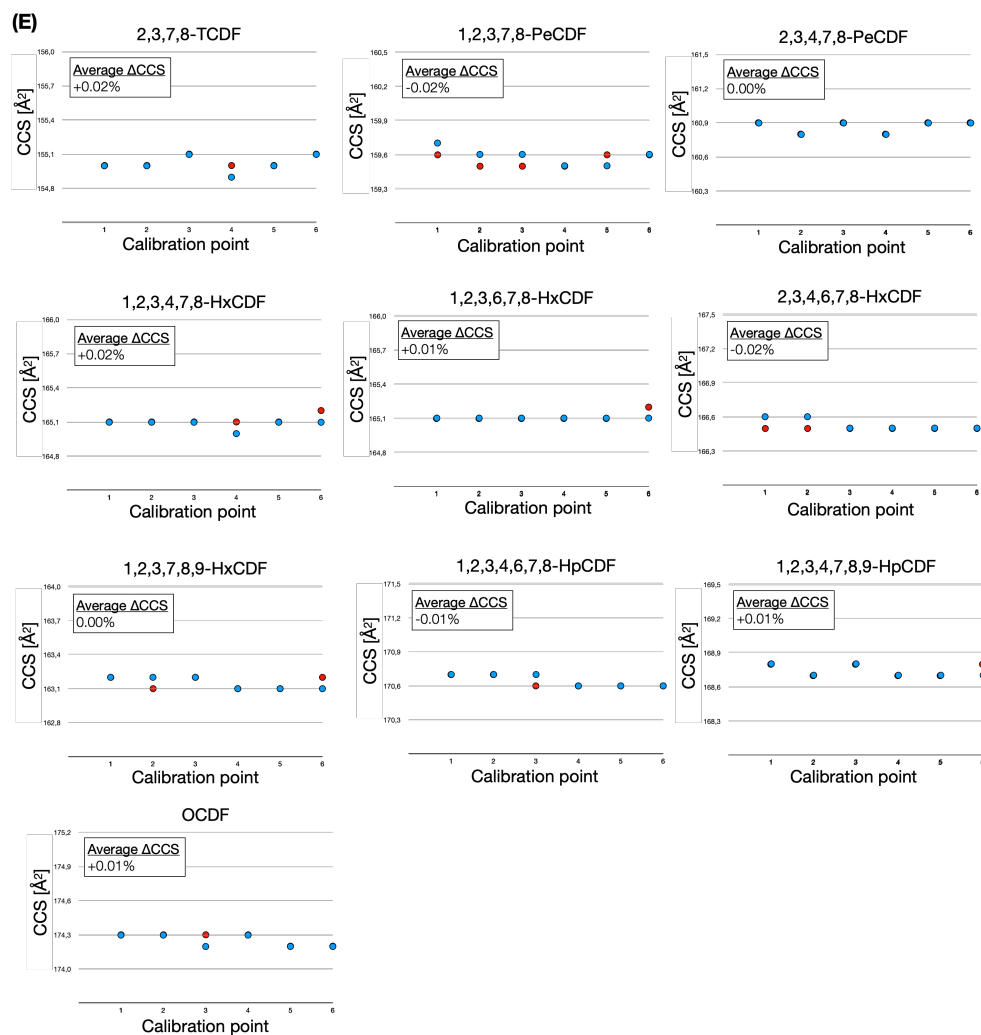 (E)
2,3,7,8-TCDF
156,0
155,7
155,4
155,1
154,8
CCS [Å²]
Average ΔCCS
+0.02%
1 2 3 4 5 6
Calibration point
1,2,3,7,8-PeCDF
160,5
160,2
159,9
159,6
159,3
CCS [Å²]
Average ΔCCS
-0.02%
1 2 3 4 5 6
Calibration point
2,3,4,7,8-PeCDF
161,5
161,2
160,9
160,6
160,3
CCS [Å²]
Average ΔCCS
0.00%
1 2 3 4 5 6
Calibration point
1,2,3,4,7,8-HxCDF
166,0
165,7
165,4
165,1
164,8
CCS [Å²]
Average ΔCCS
+0.02%
1 2 3 4 5 6
Calibration point
1,2,3,6,7,8-HxCDF
166,0
165,7
165,4
165,1
164,8
CCS [Å²]
Average ΔCCS
+0.01%
1 2 3 4 5 6
Calibration point
2,3,4,6,7,8-HxCDF
167,5
167,2
166,9
166,6
166,3
CCS [Å²]
Average ΔCCS
-0.02%
1 2 3 4 5 6
Calibration point
1,2,3,7,8,9-HxCDF
164,0
163,7
163,4
163,1
162,8
CCS [Å²]
Average ΔCCS
0.00%
1 2 3 4 5 6
Calibration point
1,2,3,4,6,7,8-HpCDF
171,5
171,2
170,9
170,6
170,3
CCS [Å²]
Average ΔCCS
-0.01%
1 2 3 4 5 6
Calibration point
1,2,3,4,7,8,9-HpCDF
169,5
169,2
168,9
168,6
168,3
CCS [Å²]
Average ΔCCS
+0.01%
1 2 3 4 5
Calibration point
OCDF
175,2
174,9
174,6
174,3
174,0
CCS [Å²]
Average ΔCCS
+0.01%
1 2 3 4 5 6
Calibration point